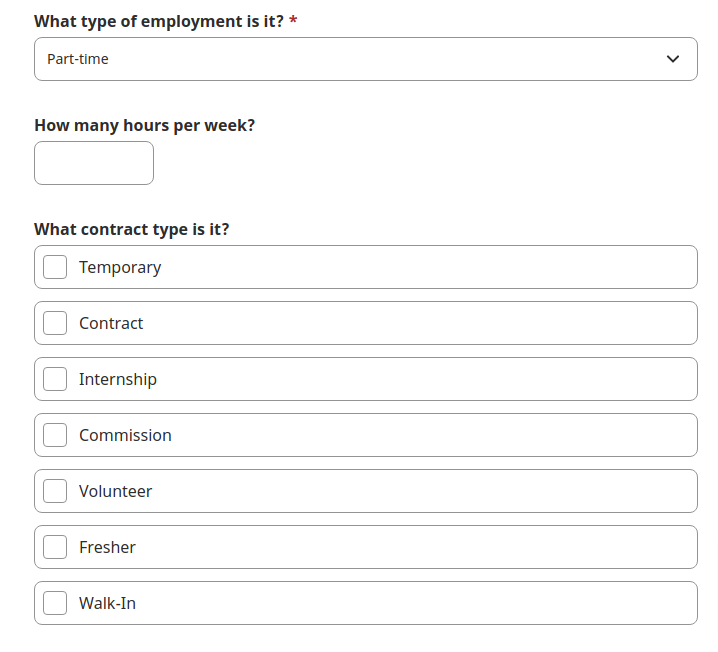 What type of employment is it? *
Part-time
How many hours per week?
What contract type is it?
Temporary
Contract
Internship
Commission
Volunteer
Fresher
Walk-In